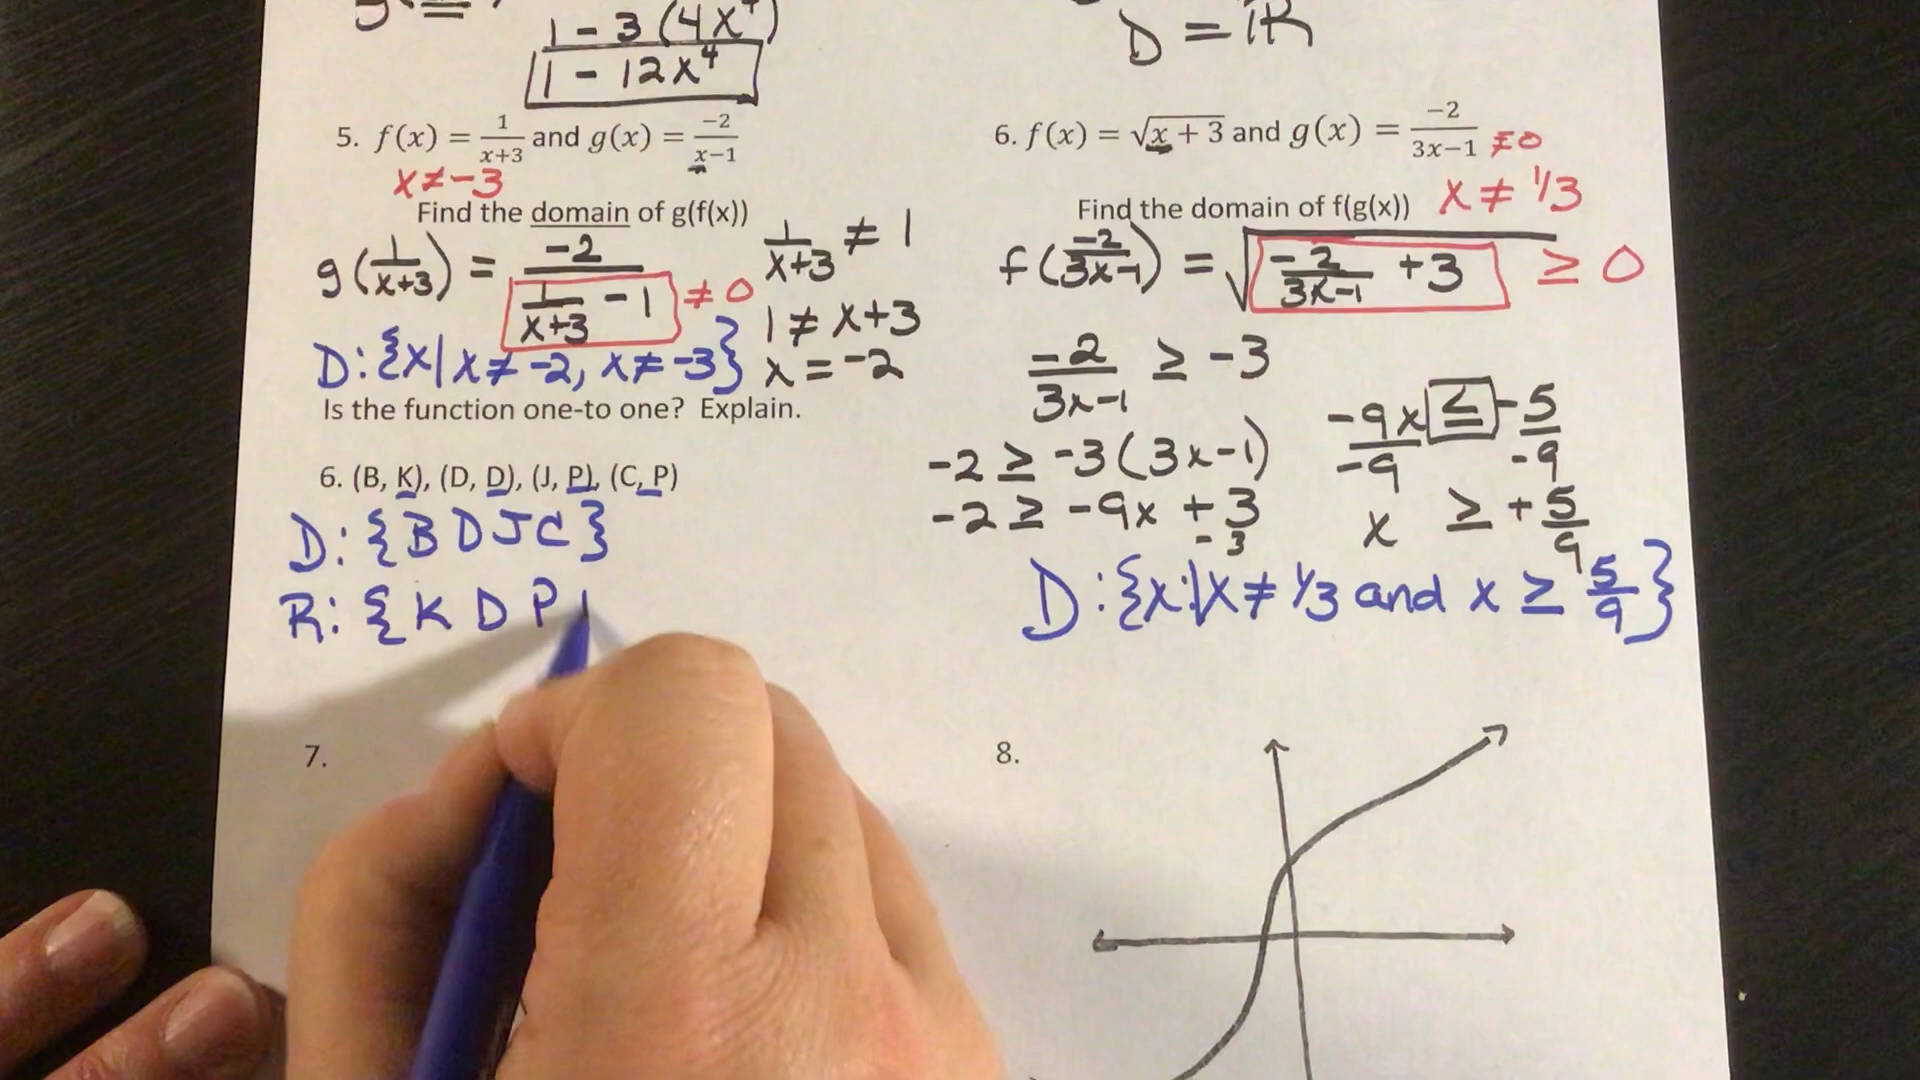 1 - 3 (4x⁴)
1 - 12x⁴
D = ℝ
5. f(x) = 1/(x+3) and g(x) = -2/(x-1)
x ≠ -3
Find the domain of g(f(x))
g(1/(x+3)) = -2/(1/(x+3) - 1) ≠ 0
1/(x+3) ≠ 1
1 ≠ x+3
x = -2
D: {x | x ≠ -2, x ≠ -3}
Is the function one-to one? Explain.
6. (B, K), (D, D), (J, P), (C, P)
D: { B D J C }
R: { K D P
7.
6. f(x) = √(x + 3) and g(x) = -2/(3x-1) ≠ 0
Find the domain of f(g(x)) x ≠ 1/3
f(-2/(3x-1)) = √(-2/(3x-1) + 3) ≥ 0
-2/(3x-1) ≥ -3
-2 ≥ -3(3x-1)
-2 ≥ -9x + 3
- 3
-9x/-9 ≤ -5/-9
x ≥ + 5/9
D: {x:|x ≠ 1/3 and x ≥ 5/9}
8.